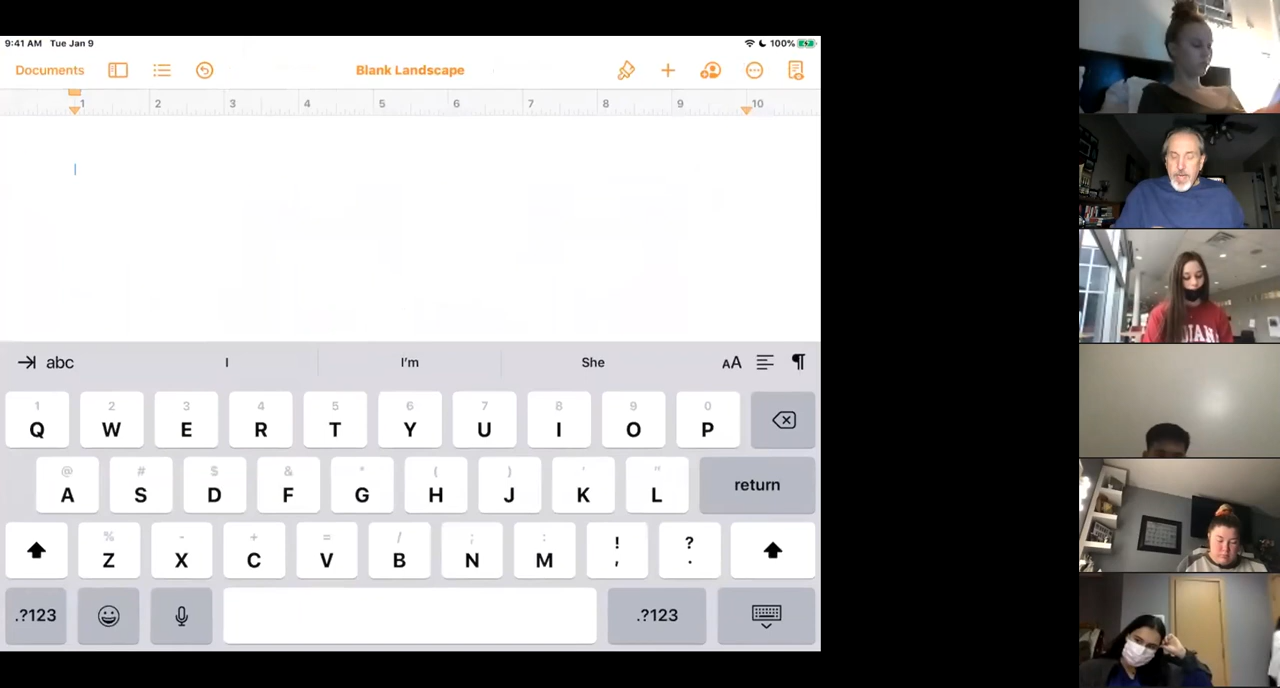 9:41 AM Tue Jan 9 100%
Documents Blank Landscape
1 2 3 4 5 6 7 8 9 10
abc I I'm She AA
1 2 3 4 5 6 7 8 9 0
Q W E R T Y U I O P
@ # $ & * ( ) ' "
A S D F G H J K L return
% - + = / ; : ! ?
Z X C V B N M , .
.?123 .?123
INDIANA